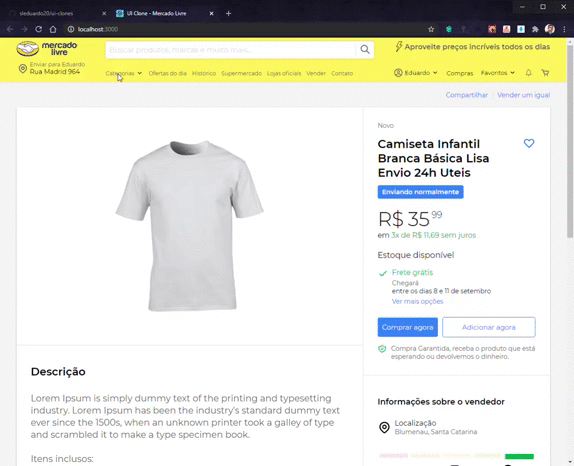 sleduardo20/ui-clones
UI Clone - Mercado Livre
localhost:3000
mercado
livre
Buscar produtos, marcas e muito mais...
Aproveite preços incríveis todos os dias
Enviar para Eduardo
Rua Madrid 964
Categorias
Ofertas do dia
Histórico
Supermercado
Lojas oficiais
Vender
Contato
Eduardo
Compras
Favoritos
Compartilhar
Vender um igual
Novo
Camiseta Infantil
Branca Básica Lisa
Envio 24h Uteis
Enviando normalmente
R$ 35 99
em 3x de R$ 11,69 sem juros
Estoque disponível
Frete grátis
Chegará
entre os dias 8 e 11 de setembro
Ver mais opções
Comprar agora
Adicionar agora
Compra Garantida, receba o produto que está
esperando ou devolvemos o dinheiro.
Descrição
Lorem Ipsum is simply dummy text of the printing and typesetting
industry. Lorem Ipsum has been the industry's standard dummy text
ever since the 1500s, when an unknown printer took a galley of type
and scrambled it to make a type specimen book.
Itens inclusos:
Informações sobre o vendedor
Localização
Blumenau, Santa Catarina